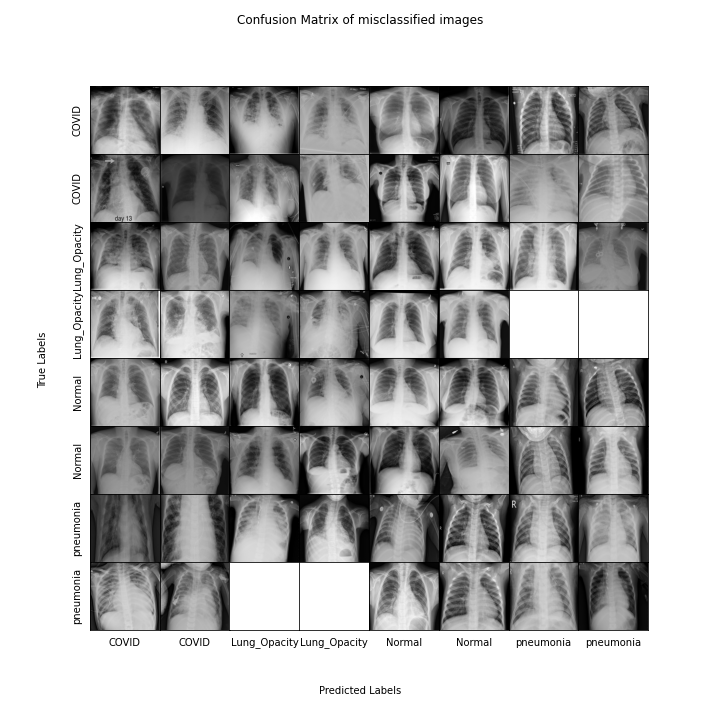 Confusion Matrix of misclassified images
True Labels
COVID
COVID
Lung_Opacity
Lung_Opacity
Normal
Normal
pneumonia
pneumonia
day 13
R
COVID
COVID
Lung_Opacity
Lung_Opacity
Normal
Normal
pneumonia
pneumonia
Predicted Labels